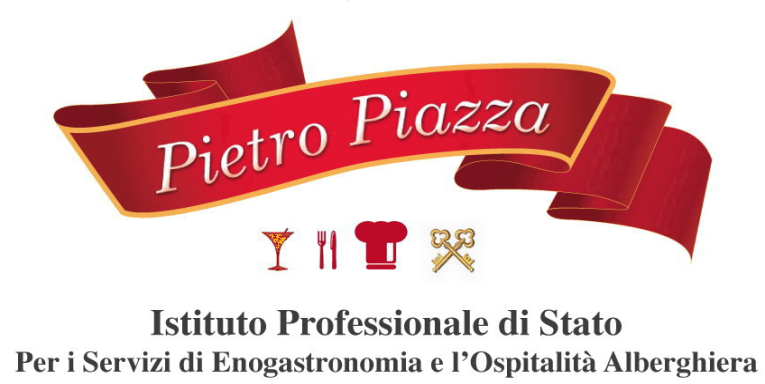 Pietro Piazza
Istituto Professionale di Stato
Per i Servizi di Enogastronomia e l'Ospitalità Alberghiera